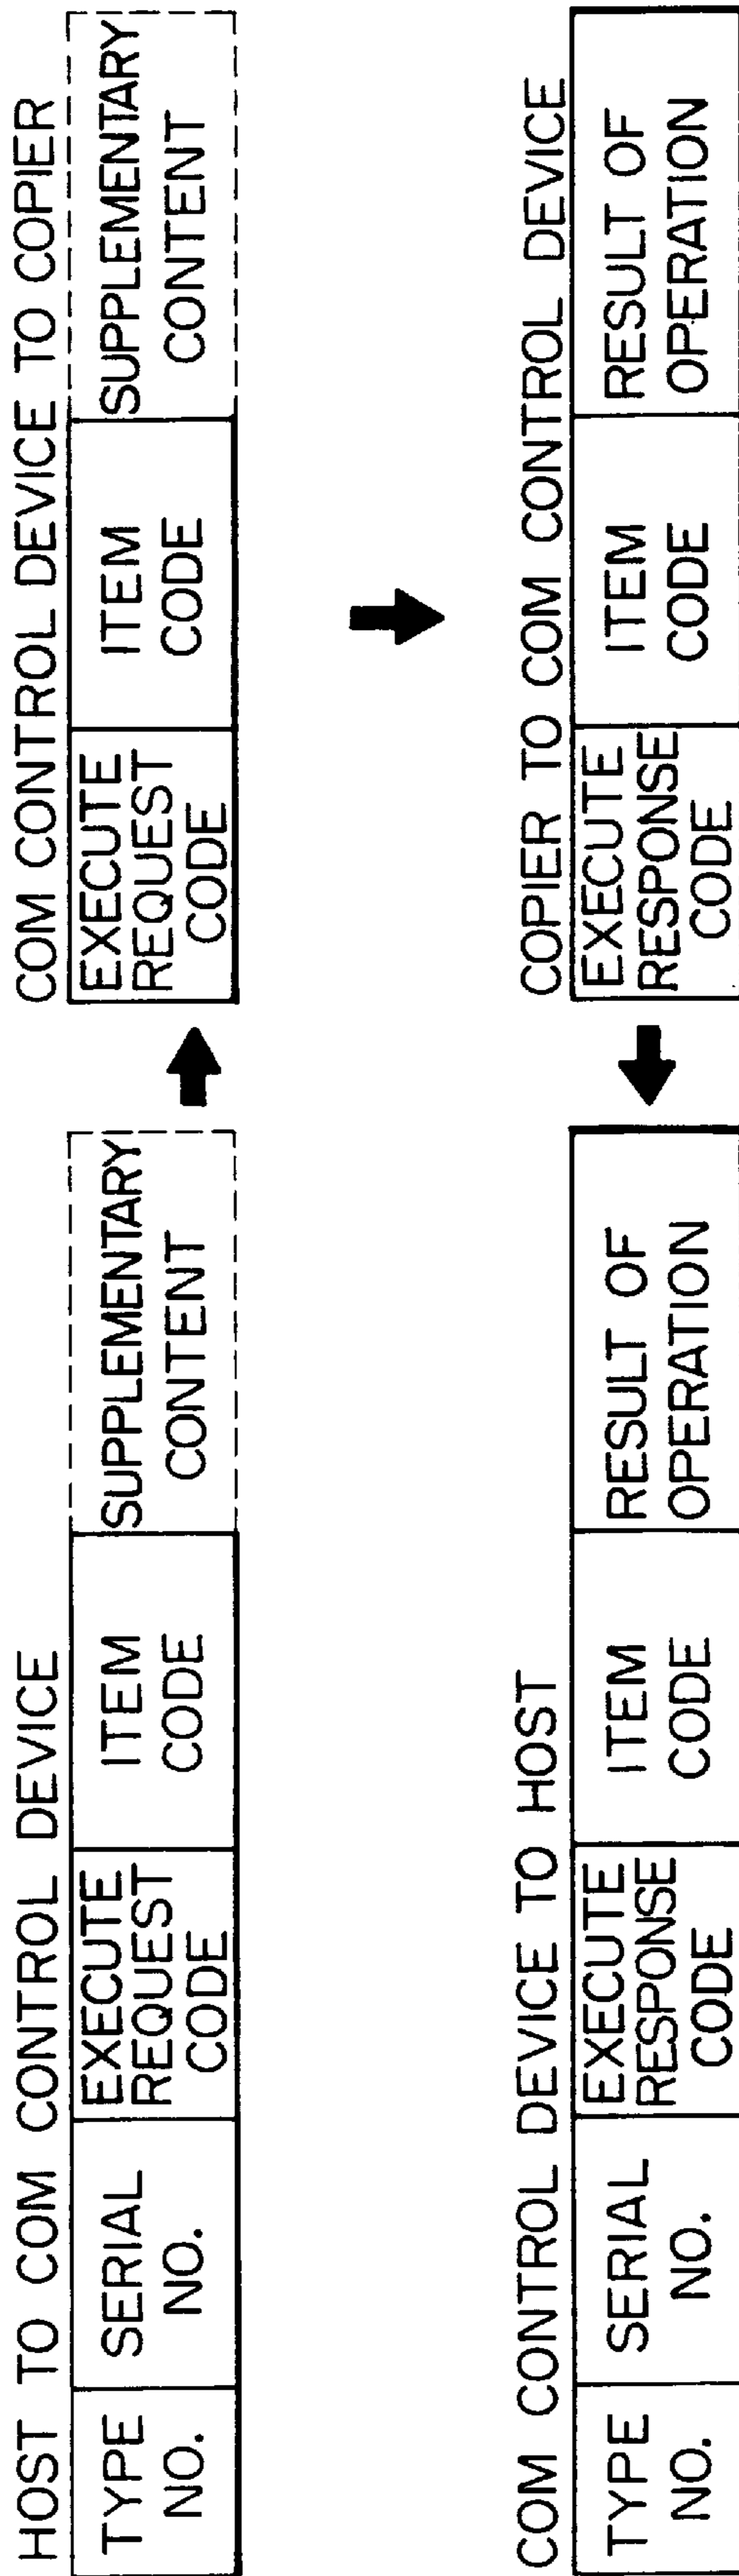 HOST TO COM CONTROL DEVICE
TYPE
NO.
SERIAL
NO.
EXECUTE
REQUEST
CODE
ITEM
CODE
SUPPLEMENTARY
CONTENT
COM CONTROL DEVICE TO COPIER
EXECUTE
REQUEST
CODE
ITEM
CODE
SUPPLEMENTARY
CONTENT
COM CONTROL DEVICE TO HOST
TYPE
NO.
SERIAL
NO.
EXECUTE
RESPONSE
CODE
ITEM
CODE
RESULT OF
OPERATION
COPIER TO COM CONTROL DEVICE
EXECUTE
RESPONSE
CODE
ITEM
CODE
RESULT OF
OPERATION